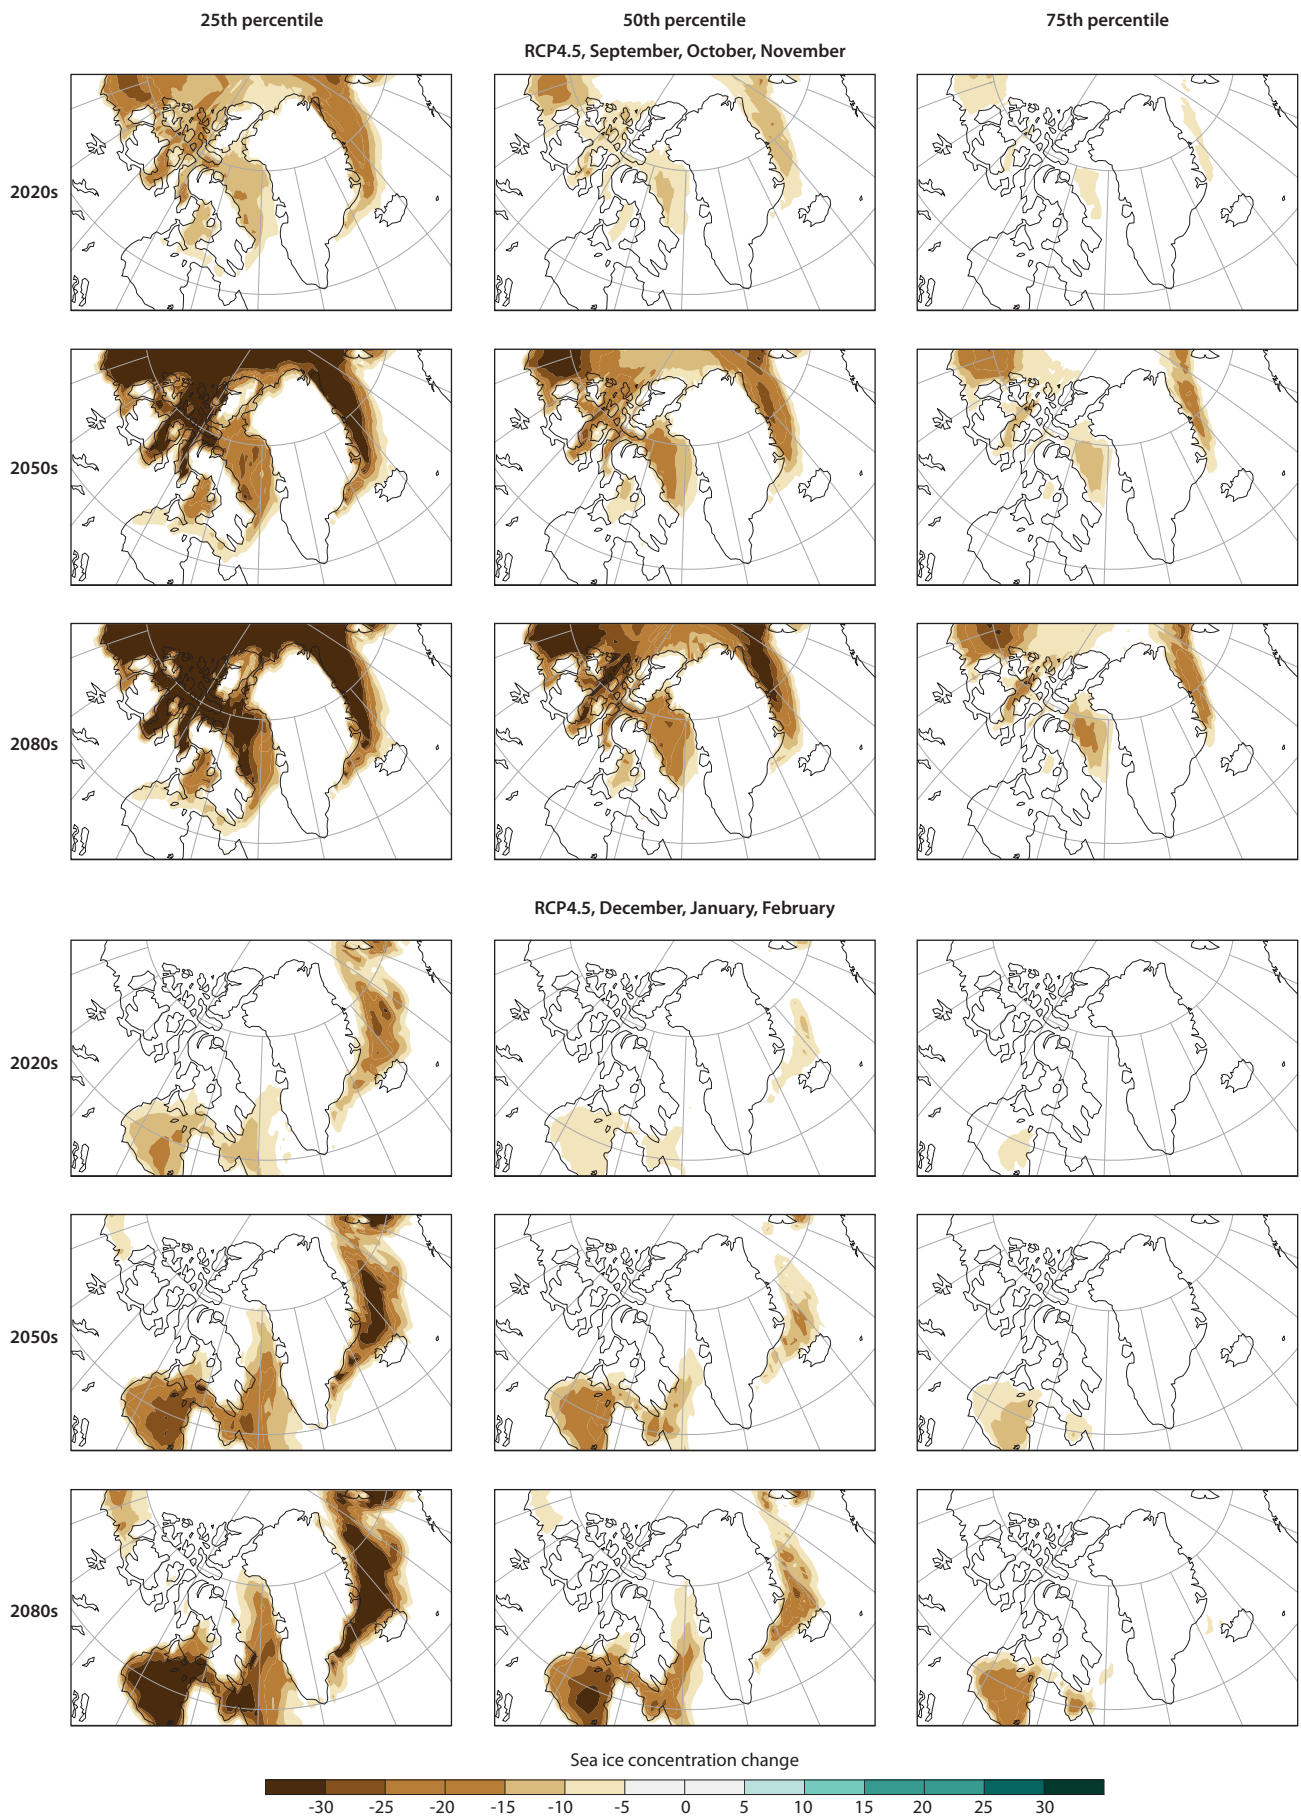 25th percentile 50th percentile 75th percentile
RCP4.5, September, October, November
2020s
2050s
2080s
RCP4.5, December, January, February
2020s
2050s
2080s
Sea ice concentration change
-30 -25 -20 -15 -10 -5 0 5 10 15 20 25 30